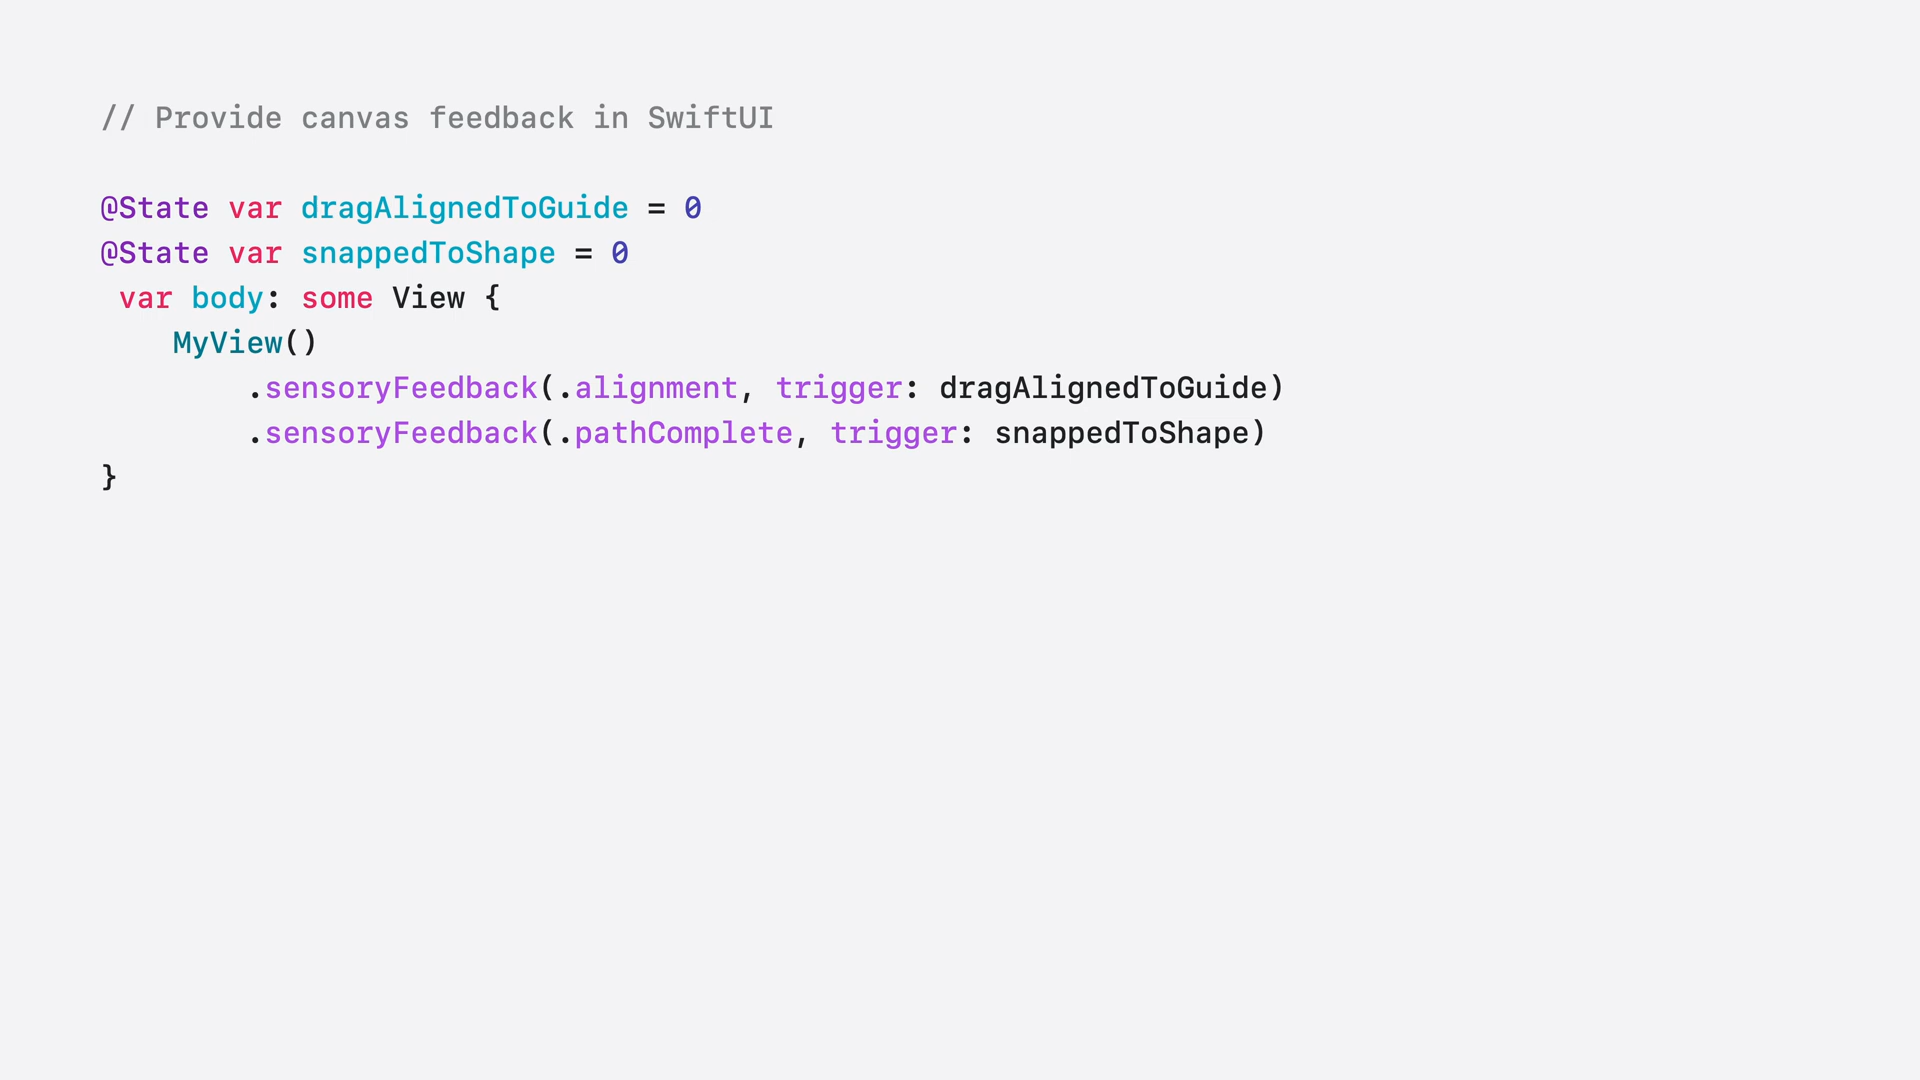 // Provide canvas feedback in SwiftUI
@State var dragAlignedToGuide = 0
@State var snappedToShape = 0
var body: some View {
MyView()
.sensoryFeedback(.alignment, trigger: dragAlignedToGuide)
.sensoryFeedback(.pathComplete, trigger: snappedToShape)
}